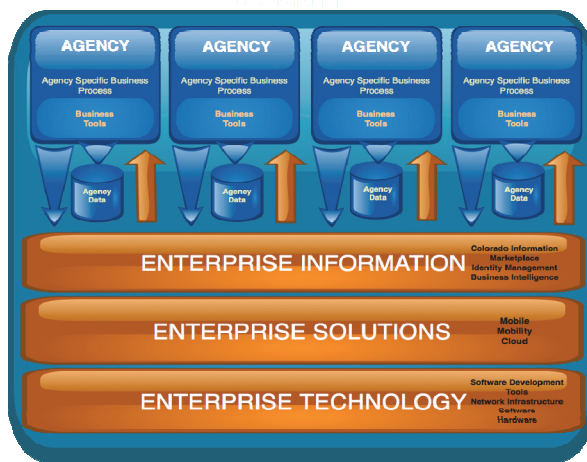 AGENCY
Agency Specific Business
Process
Business
Tools
Agency
Data
AGENCY
Agency Specific Business
Process
Business
Tools
Agency
Data
AGENCY
Agency Specific Business
Process
Business
Tools
Agency
Data
AGENCY
Agency Specific Business
Process
Business
Tools
Agency
Data
ENTERPRISE INFORMATION
Colorado Information
Marketplace
Identity Management
Business Intelligence
ENTERPRISE SOLUTIONS
Mobile
Mobility
Cloud
ENTERPRISE TECHNOLOGY
Software Development
Tools
Network Infrastructure
Software
Hardware